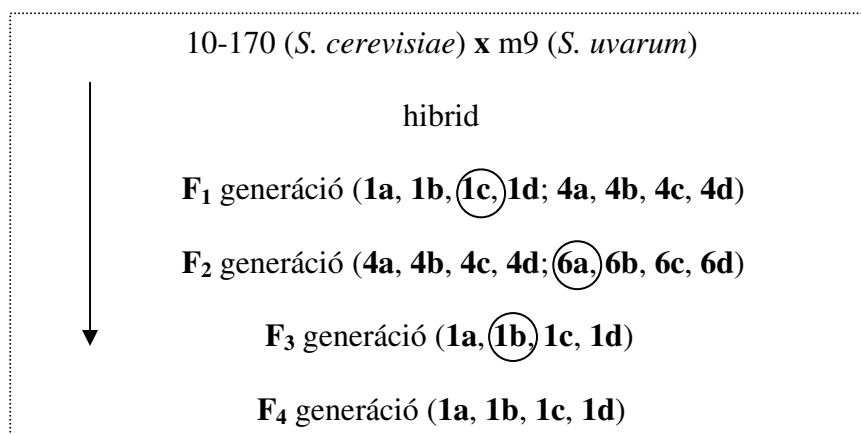 10-170 (S. cerevisiae) x m9 (S. uvarum)
hibrid
F1 generáció (1a, 1b, 1c, 1d; 4a, 4b, 4c, 4d)
F2 generáció (4a, 4b, 4c, 4d; 6a, 6b, 6c, 6d)
F3 generáció (1a, 1b, 1c, 1d)
F4 generáció (1a, 1b, 1c, 1d)